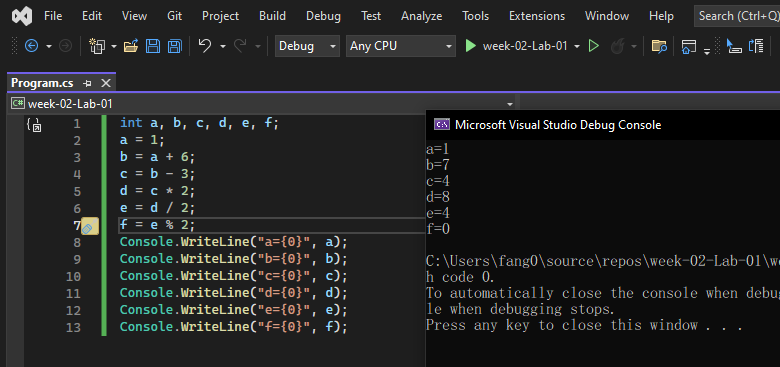 File Edit View Git Project Build Debug Test Analyze Tools Extensions Window Help Search (Ctrl+Q)
Debug Any CPU week-02-Lab-01
Program.cs
C# week-02-Lab-01
1 int a, b, c, d, e, f;
2 a = 1;
3 b = a + 6;
4 c = b - 3;
5 d = c * 2;
6 e = d / 2;
7 f = e % 2;
8 Console.WriteLine("a={0}", a);
9 Console.WriteLine("b={0}", b);
10 Console.WriteLine("c={0}", c);
11 Console.WriteLine("d={0}", d);
12 Console.WriteLine("e={0}", e);
13 Console.WriteLine("f={0}", f);
Microsoft Visual Studio Debug Console
a=1
b=7
c=4
d=8
e=4
f=0
C:\Users\fang0\source\repos\week-02-Lab-01\we
h code 0.
To automatically close the console when debug
le when debugging stops.
Press any key to close this window . . .